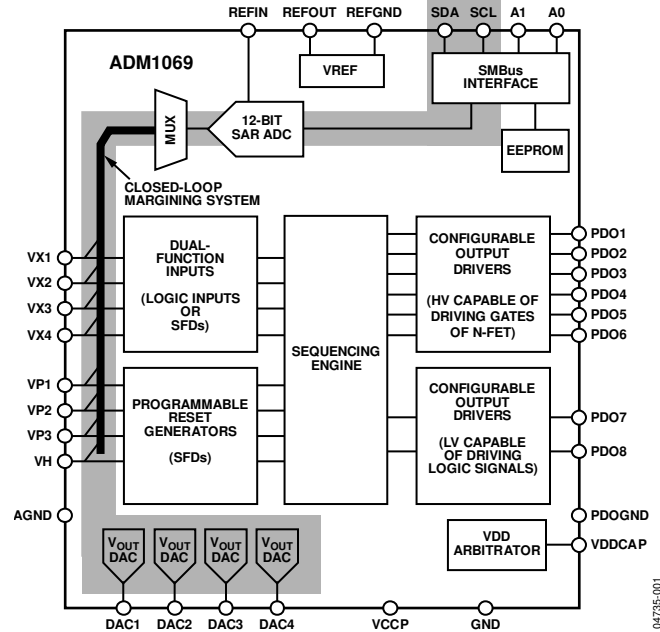 REFIN REFOUT REFGND SDA SCL A1 A0
ADM1069
VREF
SMBus
INTERFACE
MUX
12-BIT
SAR ADC
EEPROM
CLOSED-LOOP
MARGINING SYSTEM
VX1
VX2
VX3
VX4
VP1
VP2
VP3
VH
AGND
DUAL-
FUNCTION
INPUTS
(LOGIC INPUTS
OR
SFDs)
PROGRAMMABLE
RESET
GENERATORS
(SFDs)
SEQUENCING
ENGINE
CONFIGURABLE
OUTPUT
DRIVERS
(HV CAPABLE OF
DRIVING GATES
OF N-FET)
CONFIGURABLE
OUTPUT
DRIVERS
(LV CAPABLE
OF DRIVING
LOGIC SIGNALS)
PDO1
PDO2
PDO3
PDO4
PDO5
PDO6
PDO7
PDO8
PDOGND
VDDCAP
VOUT
DAC
VOUT
DAC
VOUT
DAC
VOUT
DAC
VDD
ARBITRATOR
DAC1 DAC2 DAC3 DAC4 VCCP GND
04735-001